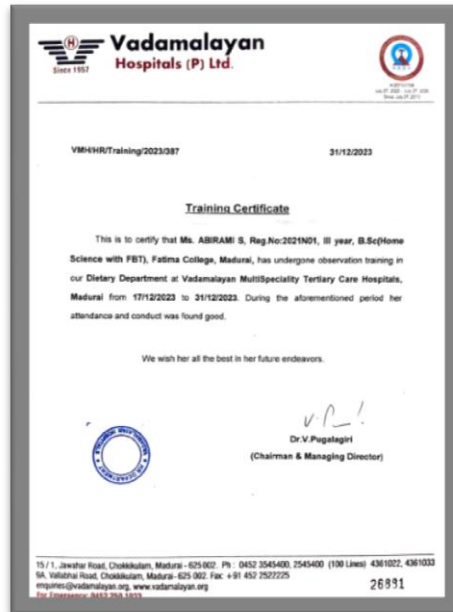 Vadamalayan
Hospitals (P) Ltd.
Since 1957
VMH/HR/Training/2023/387
31/12/2023
Training Certificate
This is to certify that Ms. ABIRAMI S, Reg.No:2021N01, III year, B.Sc(Home
Science with FBT), Fatima College, Madurai, has undergone observation training in
our Dietary Department at Vadamalayan MultiSpeciality Tertiary Care Hospitals,
Madurai from 17/12/2023 to 31/12/2023. During the aforementioned period her
attendance and conduct was found good.
We wish her all the best in her future endeavors.
Dr.V.Pugalagiri
(Chairman & Managing Director)
15 / 1, Jawahar Road, Chokkikulam, Madurai - 625 002. Ph : 0452 3545400, 2545400 (100 Lines) 4361022, 4361033
9A, Vallabhai Road, Chokkikulam, Madurai - 625 002. Fax: +91 452 2522225
enquiries@vadamalayan.org, www.vadamalayan.org
26891